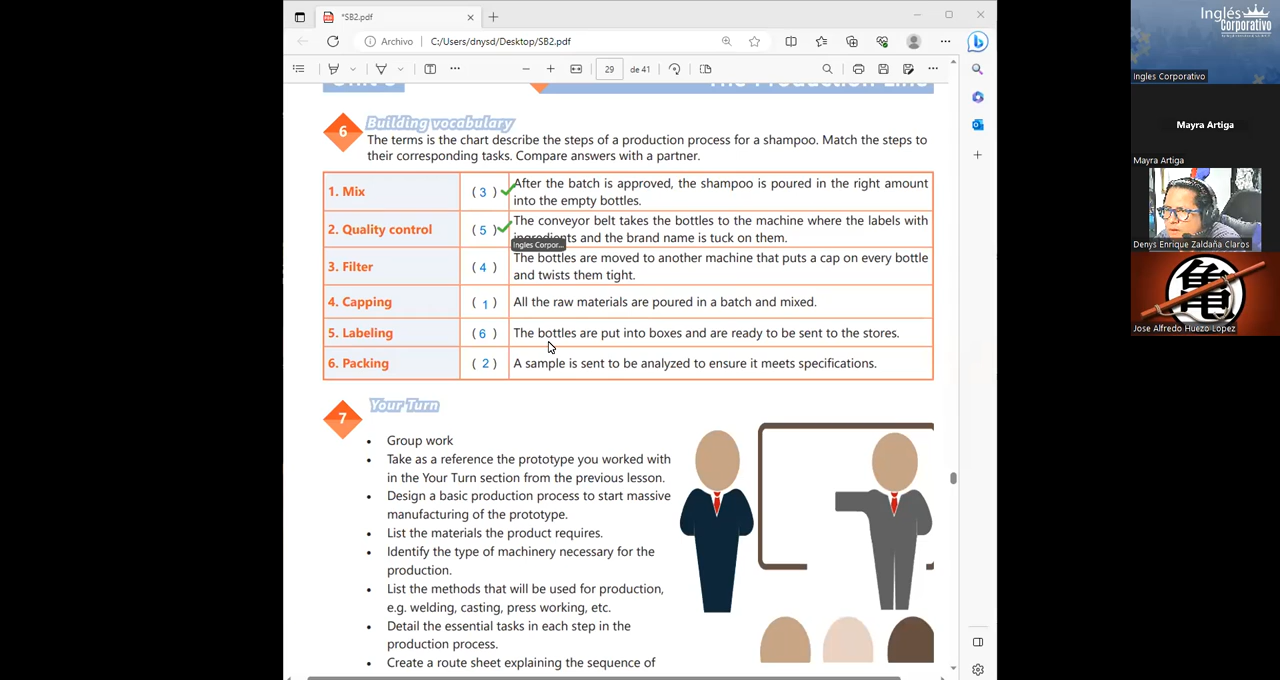 *SB2.pdf
Archivo
C:/Users/dnysd/Desktop/SB2.pdf
29
de 41
The Production Line
6
Building vocabulary
The terms is the chart describe the steps of a production process for a shampoo. Match the steps to
their corresponding tasks. Compare answers with a partner.
1. Mix
( 3 )
After the batch is approved, the shampoo is poured in the right amount
into the empty bottles.
2. Quality control
( 5 )
The conveyor belt takes the bottles to the machine where the labels with
ingredients and the brand name is tuck on them.
Ingles Corpor...
3. Filter
( 4 )
The bottles are moved to another machine that puts a cap on every bottle
and twists them tight.
4. Capping
( 1 )
All the raw materials are poured in a batch and mixed.
5. Labeling
( 6 )
The bottles are put into boxes and are ready to be sent to the stores.
6. Packing
( 2 )
A sample is sent to be analyzed to ensure it meets specifications.
7
Your Turn
• Group work
• Take as a reference the prototype you worked with
in the Your Turn section from the previous lesson.
• Design a basic production process to start massive
manufacturing of the prototype.
• List the materials the product requires.
• Identify the type of machinery necessary for the
production.
• List the methods that will be used for production,
e.g. welding, casting, press working, etc.
• Detail the essential tasks in each step in the
production process.
• Create a route sheet explaining the sequence of
Inglés
Corporativo
Ingles Corporativo
Mayra Artiga
Mayra Artiga
Denys Enrique Zaldaña Claros
Jose Alfredo Huezo Lopez